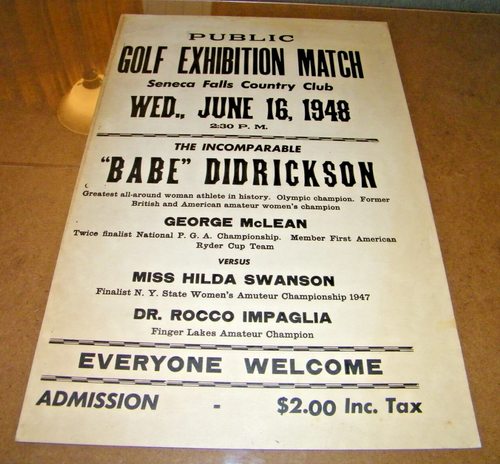 PUBLIC
GOLF EXHIBITION MATCH
Seneca Falls Country Club
WED., JUNE 16, 1948
2:30 P. M.
THE INCOMPARABLE
"BABE" DIDRICKSON
Greatest all-around woman athlete in history. Olympic champion. Former
British and American amateur women's champion
GEORGE McLEAN
Twice finalist National P. G. A. Championship. Member First American
Ryder Cup Team
VERSUS
MISS HILDA SWANSON
Finalist N. Y. State Women's Amuteur Championship 1947
DR. ROCCO IMPAGLIA
Finger Lakes Amateur Champion
EVERYONE WELCOME
ADMISSION - $2.00 Inc. Tax